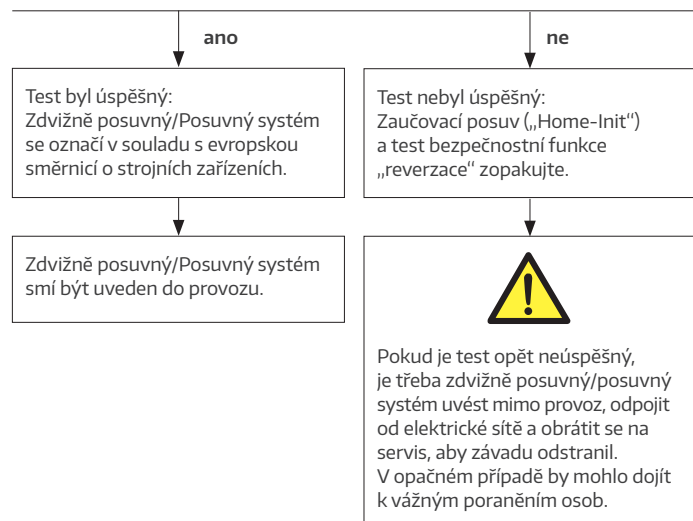 ano
Test byl úspěšný:
Zdvižně posuvný/Posuvný systém
se označí v souladu s evropskou
směrnicí o strojních zařízeních.
Zdvižně posuvný/Posuvný systém
smí být uveden do provozu.
ne
Test nebyl úspěšný:
Zaučovací posuv („Home-Init“)
a test bezpečnostní funkce
„reverzace“ zopakujte.
Pokud je test opět neúspěšný,
je třeba zdvižně posuvný/posuvný
systém uvést mimo provoz, odpojit
od elektrické sítě a obrátit se na
servis, aby závadu odstranil.
V opačném případě by mohlo dojít
k vážným poraněním osob.